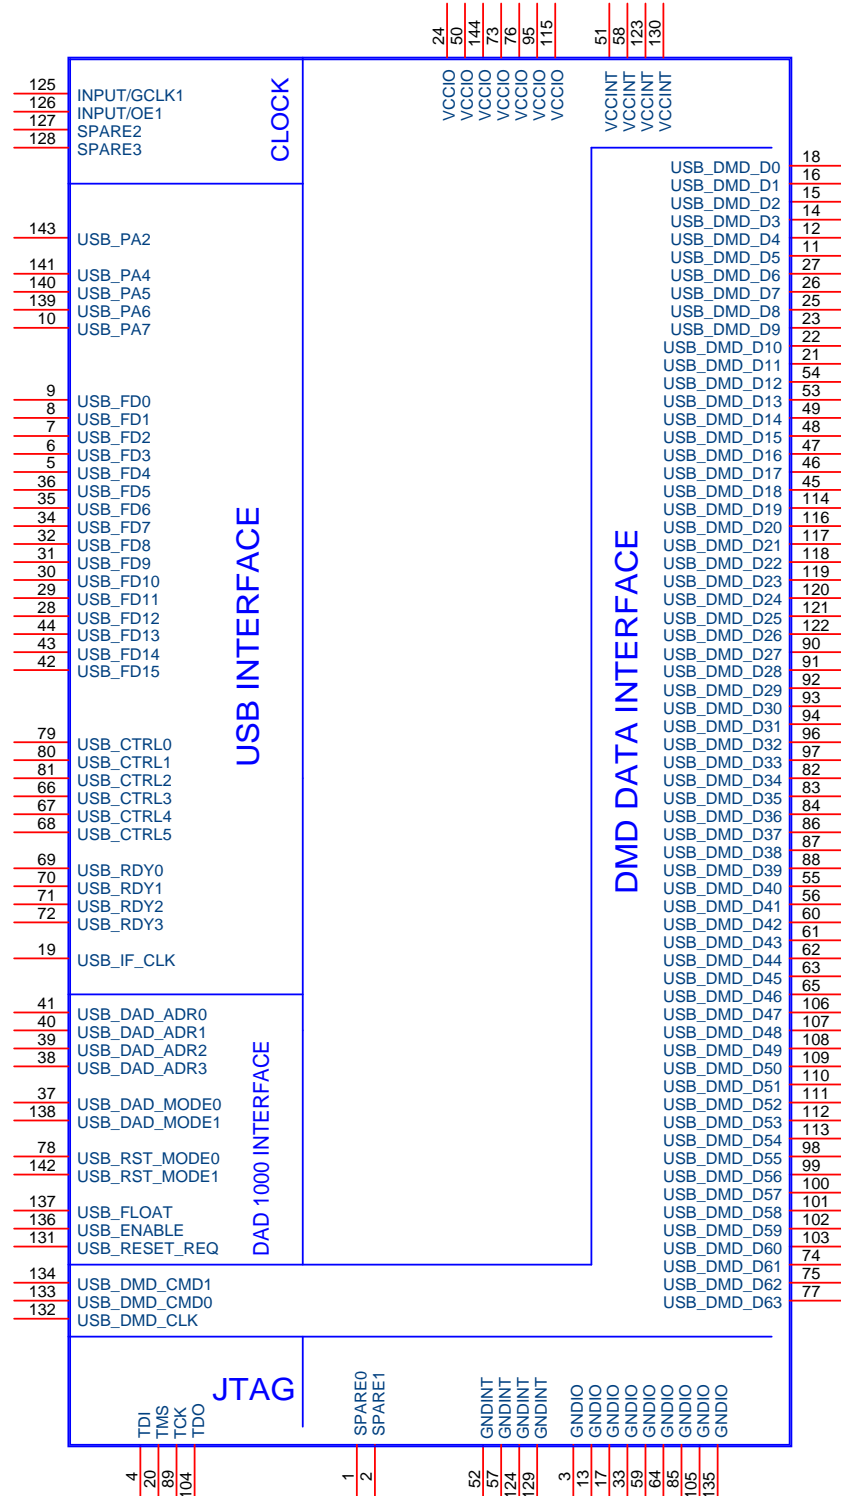 24 50 144 73 76 95 115 51 58 123 130
VCCIO VCCIO VCCIO VCCIO VCCIO VCCIO VCCIO VCCINT VCCINT VCCINT VCCINT
CLOCK
125 INPUT/GCLK1
126 INPUT/OE1
127 SPARE2
128 SPARE3
143 USB_PA2
141 USB_PA4
140 USB_PA5
139 USB_PA6
10 USB_PA7
USB INTERFACE
9 USB_FD0
8 USB_FD1
7 USB_FD2
6 USB_FD3
5 USB_FD4
36 USB_FD5
35 USB_FD6
34 USB_FD7
32 USB_FD8
31 USB_FD9
30 USB_FD10
29 USB_FD11
28 USB_FD12
44 USB_FD13
43 USB_FD14
42 USB_FD15
79 USB_CTRL0
80 USB_CTRL1
81 USB_CTRL2
66 USB_CTRL3
67 USB_CTRL4
68 USB_CTRL5
69 USB_RDY0
70 USB_RDY1
71 USB_RDY2
72 USB_RDY3
19 USB_IF_CLK
DAD 1000 INTERFACE
41 USB_DAD_ADR0
40 USB_DAD_ADR1
39 USB_DAD_ADR2
38 USB_DAD_ADR3
37 USB_DAD_MODE0
138 USB_DAD_MODE1
78 USB_RST_MODE0
142 USB_RST_MODE1
137 USB_FLOAT
136 USB_ENABLE
131 USB_RESET_REQ
134 USB_DMD_CMD1
133 USB_DMD_CMD0
132 USB_DMD_CLK
DMD DATA INTERFACE
USB_DMD_D0 18
USB_DMD_D1 16
USB_DMD_D2 15
USB_DMD_D3 14
USB_DMD_D4 12
USB_DMD_D5 11
USB_DMD_D6 27
USB_DMD_D7 26
USB_DMD_D8 25
USB_DMD_D9 23
USB_DMD_D10 22
USB_DMD_D11 21
USB_DMD_D12 54
USB_DMD_D13 53
USB_DMD_D14 49
USB_DMD_D15 48
USB_DMD_D16 47
USB_DMD_D17 46
USB_DMD_D18 45
USB_DMD_D19 114
USB_DMD_D20 116
USB_DMD_D21 117
USB_DMD_D22 118
USB_DMD_D23 119
USB_DMD_D24 120
USB_DMD_D25 121
USB_DMD_D26 122
USB_DMD_D27 90
USB_DMD_D28 91
USB_DMD_D29 92
USB_DMD_D30 93
USB_DMD_D31 94
USB_DMD_D32 96
USB_DMD_D33 97
USB_DMD_D34 82
USB_DMD_D35 83
USB_DMD_D36 84
USB_DMD_D37 86
USB_DMD_D38 87
USB_DMD_D39 88
USB_DMD_D40 55
USB_DMD_D41 56
USB_DMD_D42 60
USB_DMD_D43 61
USB_DMD_D44 62
USB_DMD_D45 63
USB_DMD_D46 65
USB_DMD_D47 106
USB_DMD_D48 107
USB_DMD_D49 108
USB_DMD_D50 109
USB_DMD_D51 110
USB_DMD_D52 111
USB_DMD_D53 112
USB_DMD_D54 113
USB_DMD_D55 98
USB_DMD_D56 99
USB_DMD_D57 100
USB_DMD_D58 101
USB_DMD_D59 102
USB_DMD_D60 103
USB_DMD_D61 74
USB_DMD_D62 75
USB_DMD_D63 77
JTAG
TDI TMS TCK TDO SPARE0 SPARE1 GNDINT GNDINT GNDINT GNDINT GNDIO GNDIO GNDIO GNDIO GNDIO GNDIO GNDIO GNDIO GNDIO
4 20 89 104 1 2 52 57 124 129 3 13 17 33 59 64 85 105 135